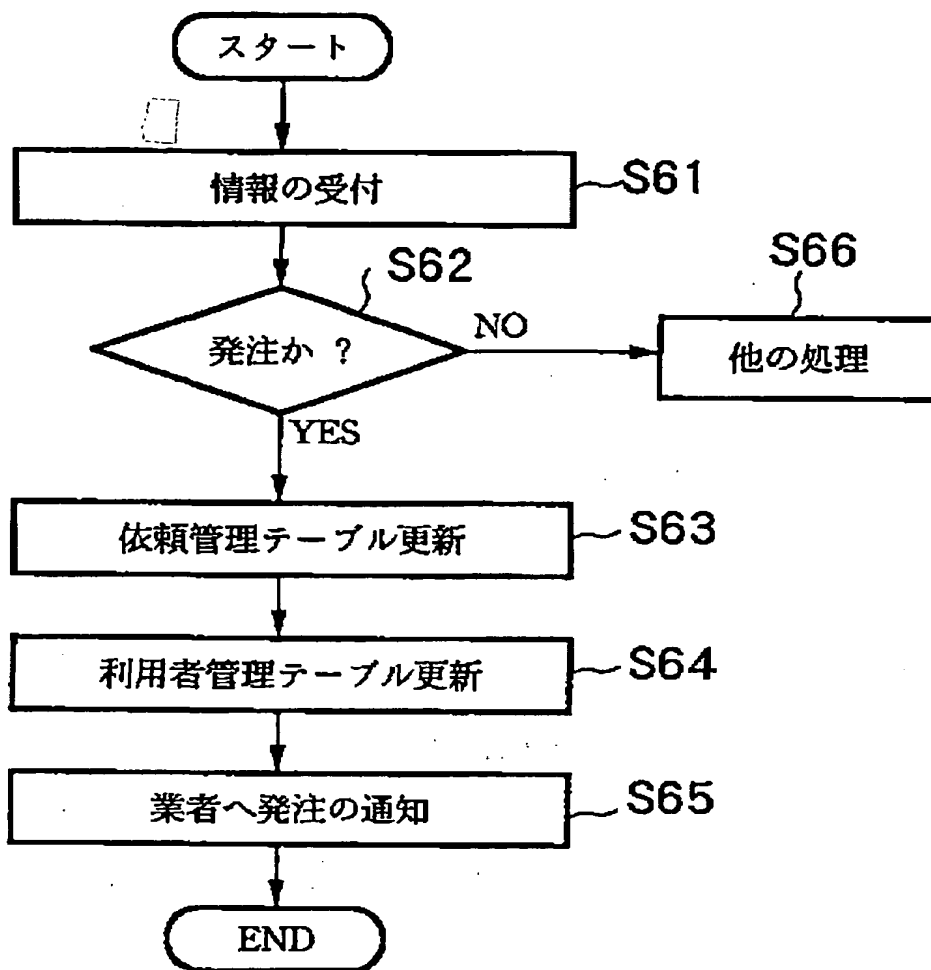 スタート
情報の受付
S61
S62
発注か ?
NO
S66
他の処理
YES
依頼管理テーブル更新
S63
利用者管理テーブル更新
S64
業者へ発注の通知
S65
END